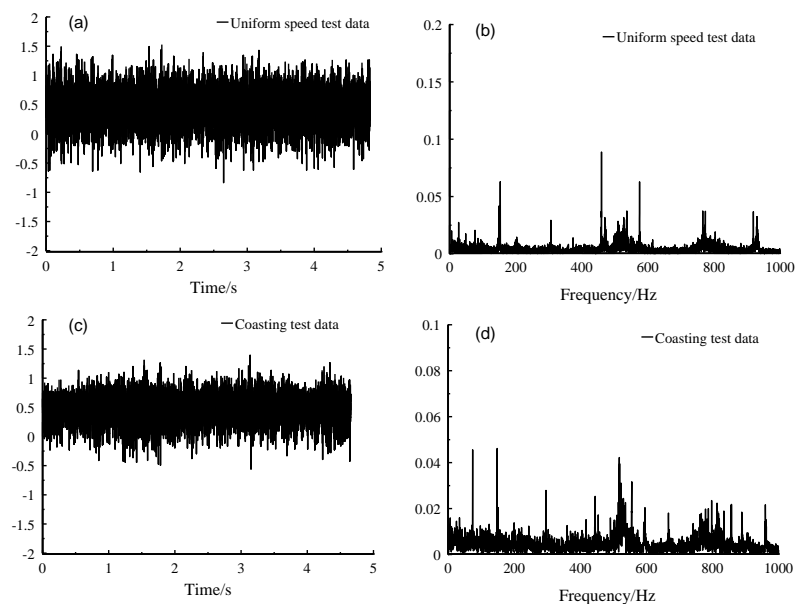 (a)
Uniform speed test data
2
1.5
1
0.5
0
-0.5
-1
-1.5
-2
0 1 2 3 4 5
Time/s
(b)
Uniform speed test data
0.2
0.15
0.1
0.05
0
0 200 400 600 800 1000
Frequency/Hz
(c)
Coasting test data
2
1.5
1
0.5
0
-0.5
-1
-1.5
-2
0 1 2 3 4 5
Time/s
(d)
Coasting test data
0.1
0.08
0.06
0.04
0.02
0
0 200 400 600 800 1000
Frequency/Hz